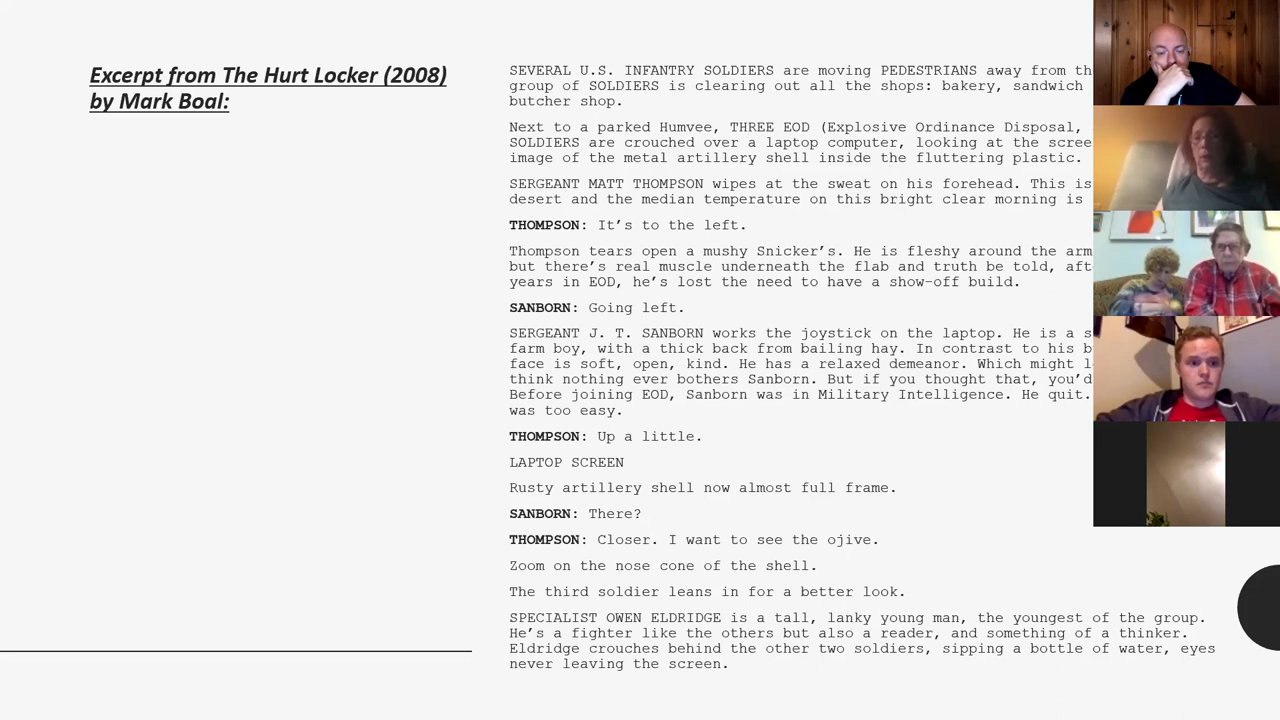 Excerpt from The Hurt Locker (2008)
by Mark Boal:
SEVERAL U.S. INFANTRY SOLDIERS are moving PEDESTRIANS away from
group of SOLDIERS is clearing out all the shops: bakery, sandwich
butcher shop.
Next to a parked Humvee, THREE EOD (Explosive Ordinance Disposal,
SOLDIERS are crouched over a laptop computer, looking at the
image of the metal artillery shell inside the fluttering plastic.
SERGEANT MATT THOMPSON wipes at the sweat on his forehead. This is
desert and the median temperature on this bright clear morning is
THOMPSON: It's to the left.
Thompson tears open a mushy Snicker's. He is fleshy around the
but there's real muscle underneath the flab and truth be told,
years in EOD, he's lost the need to have a show-off build.
SANBORN: Going left.
SERGEANT J. T. SANBORN works the joystick on the laptop. He is a
farm boy, with a thick back from bailing hay. In contrast to his
face is soft, open, kind. He has a relaxed demeanor. Which might
think nothing ever bothers Sanborn. But if you thought that, you'd
Before joining EOD, Sanborn was in Military Intelligence. He quit.
was too easy.
THOMPSON: Up a little.
LAPTOP SCREEN
Rusty artillery shell now almost full frame.
SANBORN: There?
THOMPSON: Closer. I want to see the ojive.
Zoom on the nose cone of the shell.
The third soldier leans in for a better look.
SPECIALIST OWEN ELDRIDGE is a tall, lanky young man, the youngest of the group.
He's a fighter like the others but also a reader, and something of a thinker.
Eldridge crouches behind the other two soldiers, sipping a bottle of water, eyes
never leaving the screen.